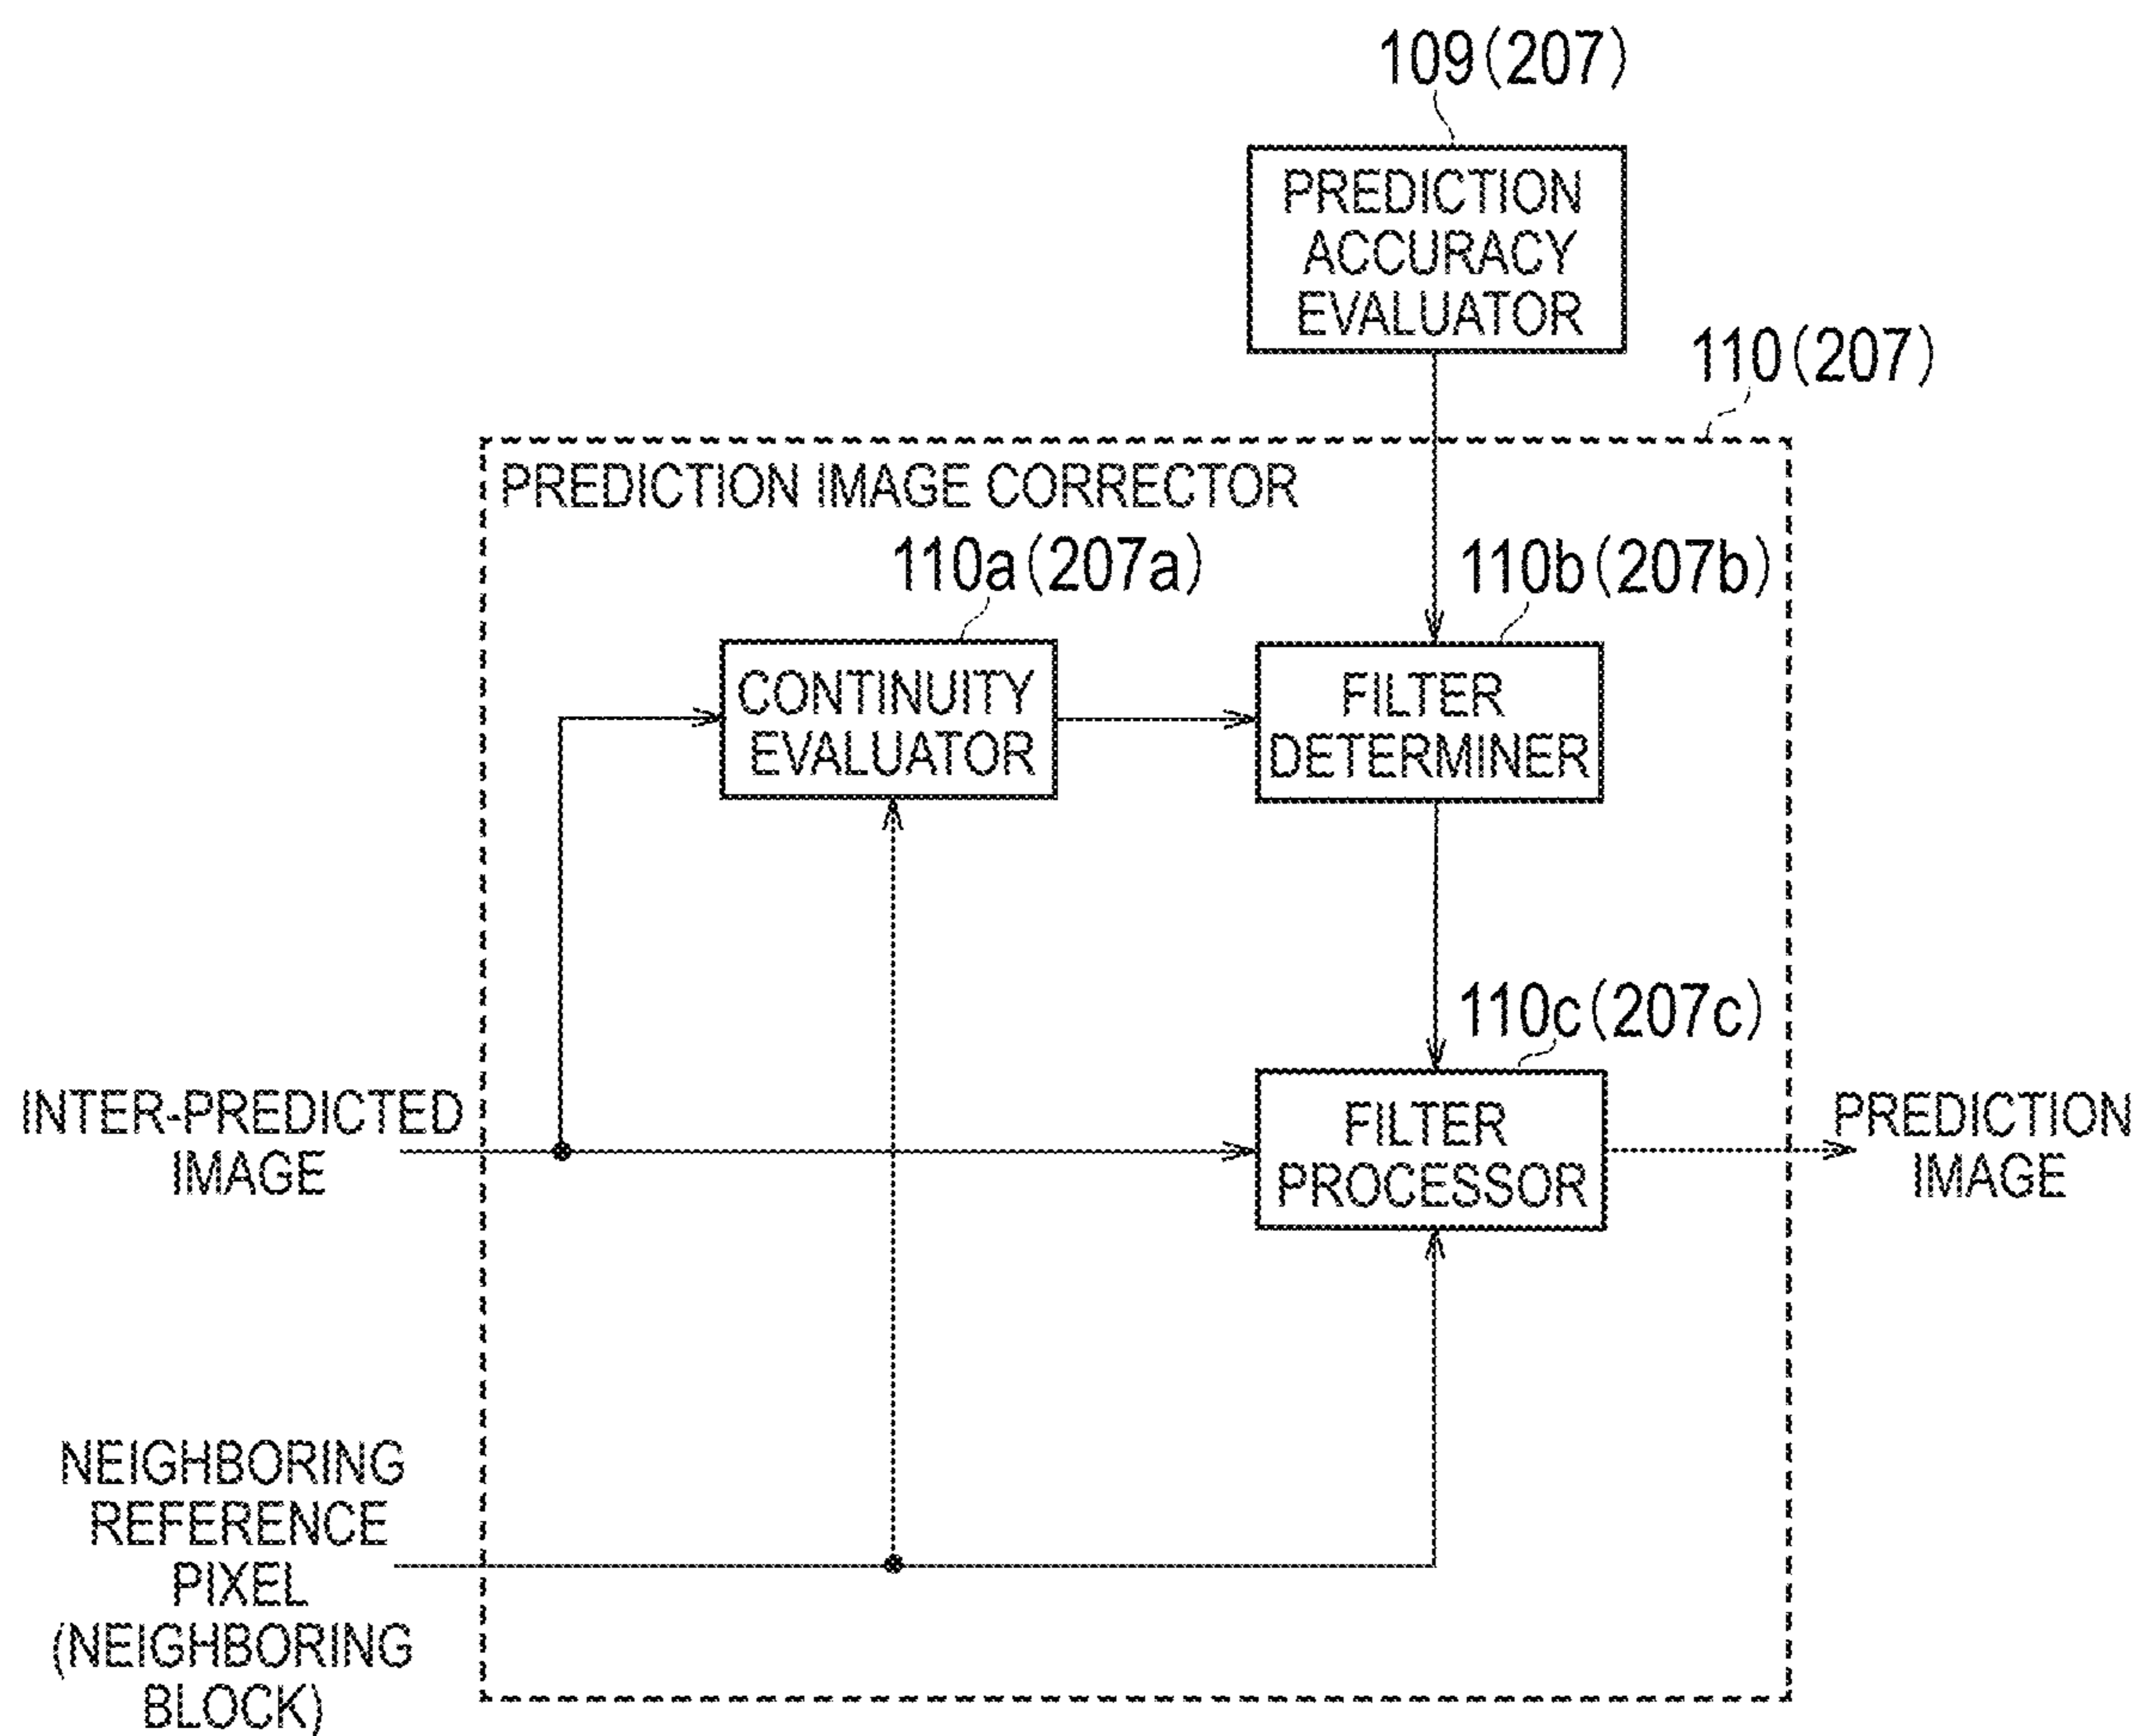 109(207)
PREDICTION
ACCURACY
EVALUATOR
110(207)
PREDICTION IMAGE CORRECTOR
110a(207a)
110b(207b)
CONTINUITY
EVALUATOR
FILTER
DETERMINER
110c(207c)
INTER-PREDICTED
IMAGE
FILTER
PROCESSOR
PREDICTION
IMAGE
NEIGHBORING
REFERENCE
PIXEL
(NEIGHBORING
BLOCK)